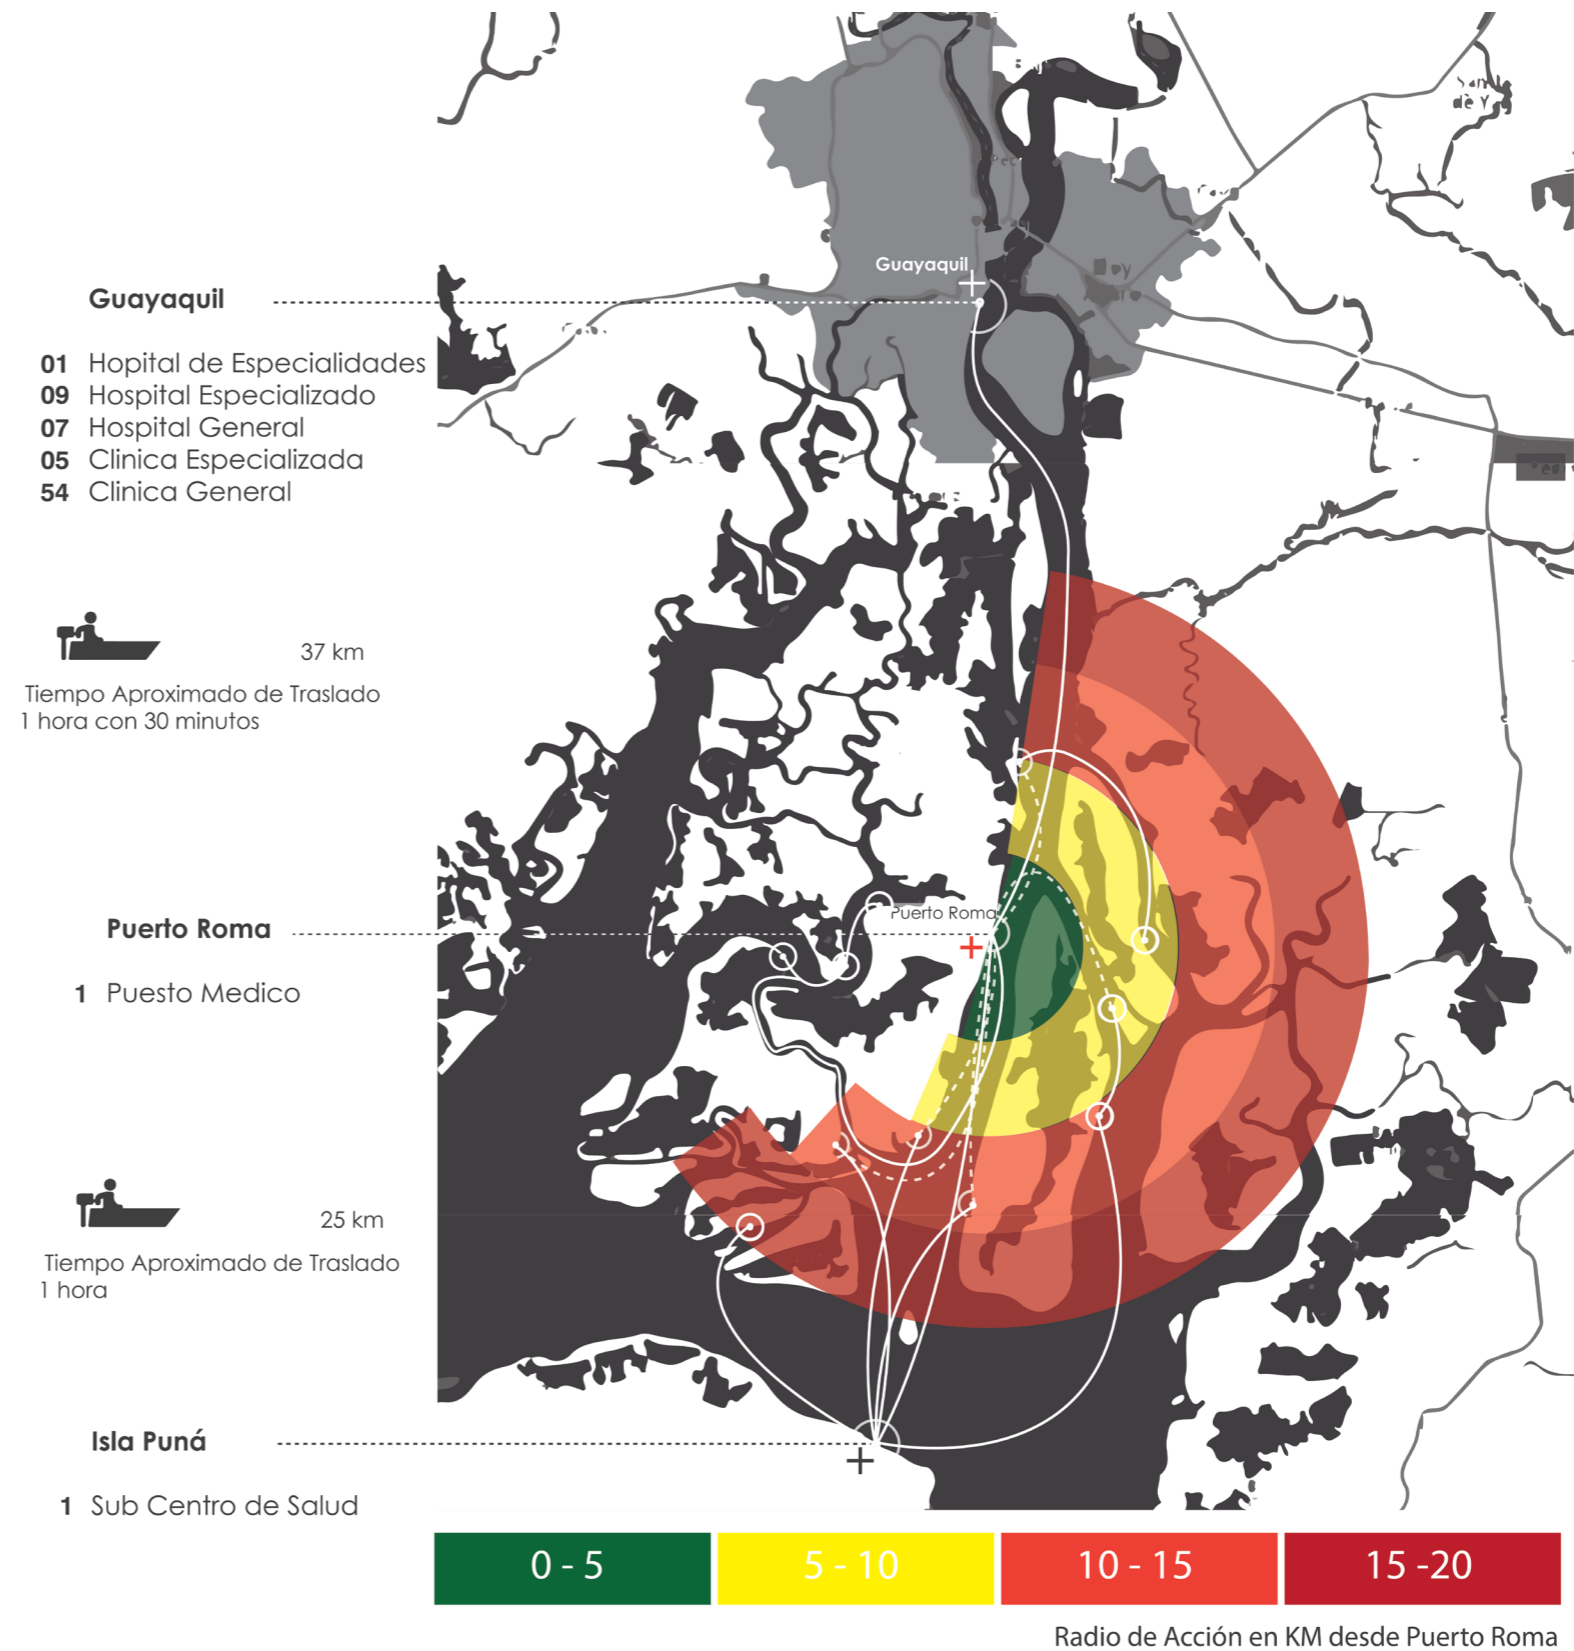 Guayaquil
Guayaquil
01 Hopital de Especialidades
09 Hospital Especializado
07 Hospital General
05 Clinica Especializada
54 Clinica General
37 km
Tiempo Aproximado de Traslado
1 hora con 30 minutos
Puerto Roma
Puerto Roma
1 Puesto Medico
25 km
Tiempo Aproximado de Traslado
1 hora
Isla Puná
1 Sub Centro de Salud
0 - 5
5 - 10
10 - 15
15 -20
Radio de Acción en KM desde Puerto Roma